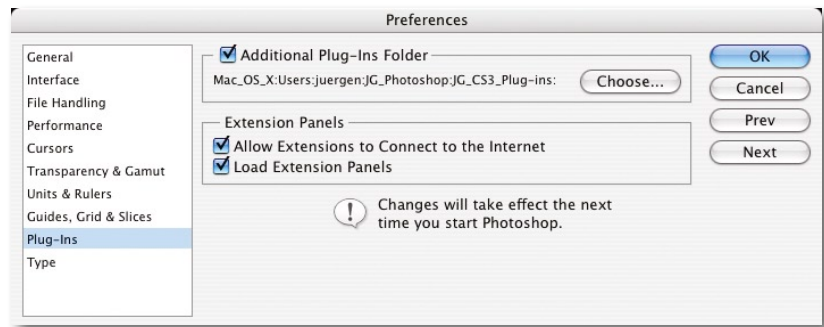 Preferences
General
Interface
File Handling
Performance
Cursors
Transparency & Gamut
Units & Rulers
Guides, Grid & Slices
Plug-Ins
Type
Additional Plug-Ins Folder
Mac_OS_X:Users:juergen:JG_Photoshop:JG_CS3_Plug-ins:
Choose...
Extension Panels
Allow Extensions to Connect to the Internet
Load Extension Panels
! Changes will take effect the next
time you start Photoshop.
OK
Cancel
Prev
Next